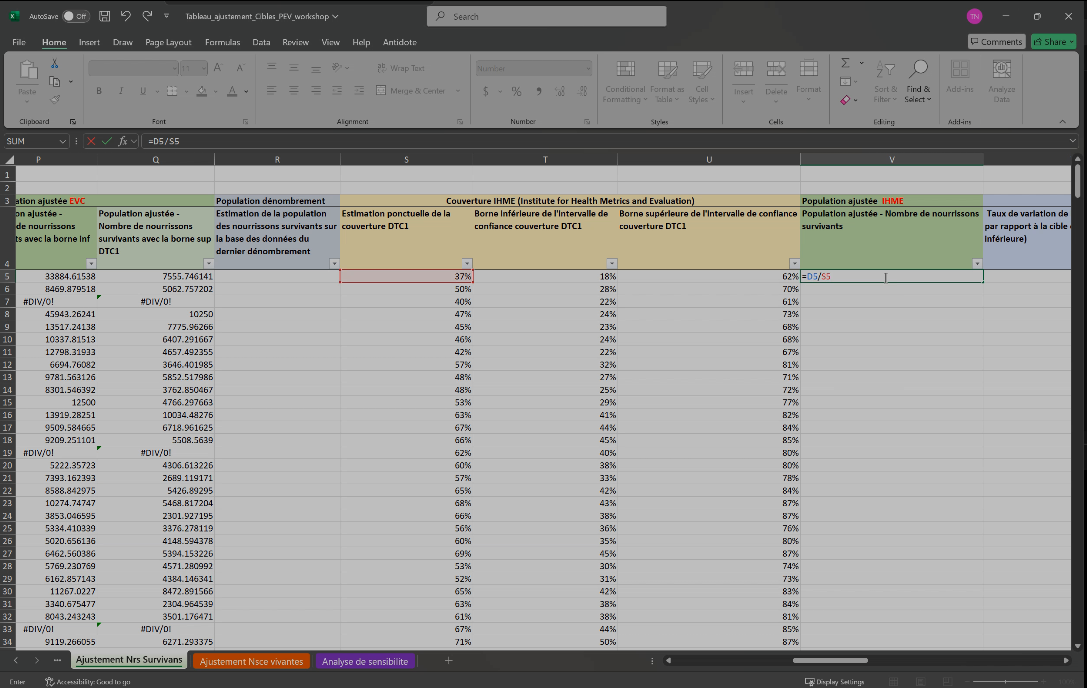 AutoSave Off Tableau_ajustement_Cibles_PEV_workshop Search TN
File Home Insert Draw Page Layout Formulas Data Review View Help Antidote Comments Share
Paste Wrap Text Number Conditional Formatting Format as Table Cell Styles Insert Delete Format Sort & Filter Find & Select Add-ins Analyze Data
Merge & Center
Clipboard Font Alignment Number Styles Cells Editing Add-ins
SUM fx =D5/S5
P Q R S T U V
1
2
3 ation ajustée EVC Population dénombrement Couverture IHME (Institute for Health Metrics and Evaluation) Population ajustée IHME
on ajustée - Population ajustée - Estimation de la population Estimation ponctuelle de la Borne inférieure de l'intervalle de Borne supérieure de l'intervalle de confiance Population ajustée - Nombre de nourrissons Taux de variation de
de nourrissons Nombre de nourrissons des nourrissons survivants sur couverture DTC1 confiance couverture DTC1 couverture DTC1 survivants par rapport à la cible
ts avec la borne inf survivants avec la borne sup la base des données du inférieure)
4 DTC1 dernier dénombrement
5 33884.61538 7555.746141 37% 18% 62% =D5/S5
6 8469.879518 5062.757202 50% 28% 70%
7 #DIV/0! #DIV/0! 40% 22% 61%
8 45943.26241 10250 47% 24% 73%
9 13517.24138 7775.96266 45% 23% 68%
10 10337.81513 6407.291667 46% 24% 68%
11 12798.31933 4657.492355 42% 22% 67%
12 6694.76082 3646.401985 57% 32% 81%
13 9781.563126 5852.517986 48% 27% 71%
14 8301.546392 3762.850467 48% 25% 72%
15 12500 4766.297663 53% 29% 77%
16 13919.28251 10034.48276 63% 41% 82%
17 9509.584665 6718.961625 67% 44% 84%
18 9209.251101 5508.5639 66% 45% 85%
19 #DIV/0! #DIV/0! 62% 40% 80%
20 5222.35723 4306.613226 60% 38% 80%
21 7393.162393 2689.119171 57% 33% 78%
22 8588.842975 5426.89295 65% 42% 84%
23 10274.74747 5468.817204 68% 43% 87%
24 3853.046595 2301.927195 66% 38% 87%
25 5334.410339 3376.278119 56% 36% 76%
26 5020.656136 4148.594378 60% 35% 80%
27 6462.560386 5394.153226 69% 45% 87%
28 5769.230769 4571.280992 53% 30% 74%
29 6162.857143 4384.146341 52% 31% 73%
30 11267.0227 8472.891566 65% 42% 83%
31 3340.675477 2304.964539 63% 38% 84%
32 8043.243243 3501.176471 61% 38% 81%
33 #DIV/0! #DIV/0! 67% 44% 85%
34 9119.266055 6271.293375 71% 50% 87%
Ajustement Nrs Survivans Ajustement Nsce vivantes Analyse de sensibilite
Enter Accessibility: Good to go Display Settings